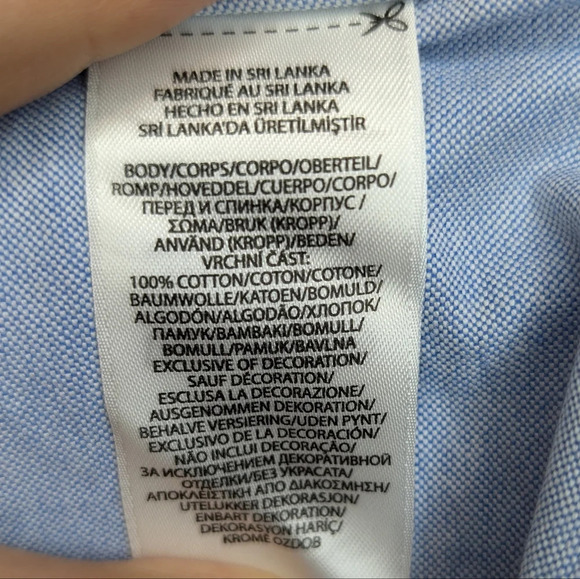 MADE IN SRI LANKA
FABRIQUÉ AU SRI LANKA
HECHO EN SRI LANKA
SRİ LANKA'DA ÜRETİLMİŞTİR
BODY/CORPS/CORPO/OBERTEIL/
ROMP/HOVEDDEL/CUERPO/CORPO/
ПЕРЕД И СПИНКА/КОРПУС /
ΣΩΜΑ/BRUK (KROPP)/
ANVÄND (KROPP)/BEDEN/
VRCHNÍ ČÁST:
100% COTTON/COTON/COTONE/
BAUMWOLLE/KATOEN/BOMULD/
ALGODÓN/ALGODÃO/ХЛОПОК/
ПАМУК/ΒΑΜΒΑΚΙ/BOMULL/
BOMULL/PAMUK/BAVLNA
EXCLUSIVE OF DECORATION/
SAUF DÉCORATION/
ESCLUSA LA DECORAZIONE/
AUSGENOMMEN DEKORATION/
BEHALVE VERSIERING/UDEN PYNT/
EXCLUSIVO DE LA DECORACIÓN/
NÃO INCLUI DECORAÇÃO/
ЗА ИСКЛЮЧЕНИЕМ ДЕКОРАТИВНОЙ
ОТДЕЛКИ/БЕЗ УКРАСАТА/
ΑΠΟΚΛΕΙΣΤΙΚΗ ΑΠΟ ΔΙΑΚΟΣΜΗΣΗ/
UTELUKKER DEKORASJON/
ENBART DEKORATION/
DEKORASYON HARİÇ/
KROMĚ OZDOB